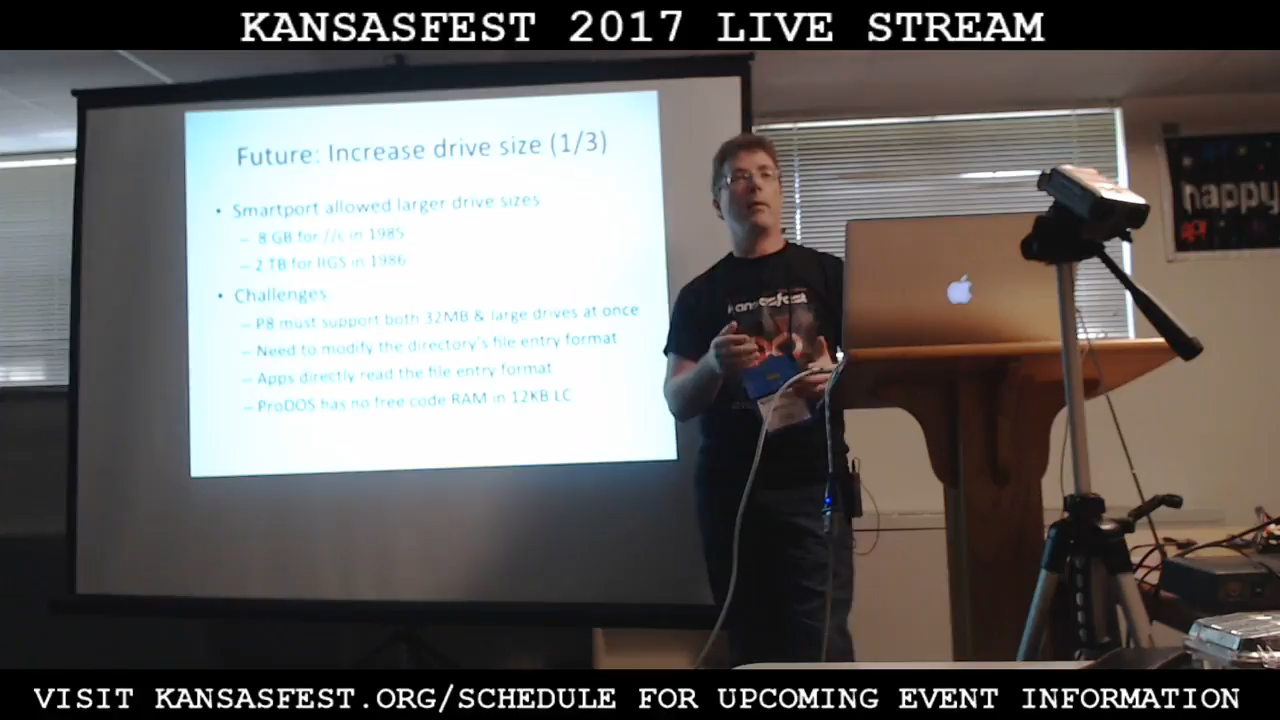 KANSASFEST 2017 LIVE STREAM
Future: Increase drive size (1/3)
• Smartport allowed larger drive sizes
– 8 GB for //c in 1985
– 2 TB for IIGS in 1986
• Challenges:
– P8 must support both 32MB & large drives at once
– Need to modify the directory's file entry format
– Apps directly read the file entry format
– ProDOS has no free code RAM in 12KB LC
Kansasfest
happy
VISIT KANSASFEST.ORG/SCHEDULE FOR UPCOMING EVENT INFORMATION